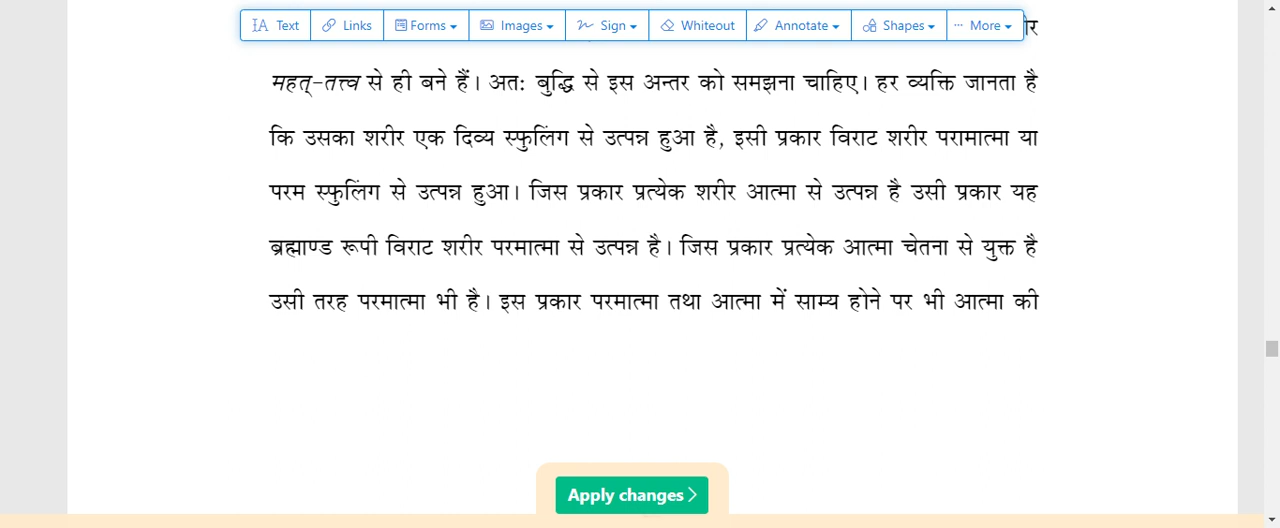 Text Links Forms Images Sign Whiteout Annotate Shapes More
महत्-तत्त्व से ही बने हैं। अतः बुद्धि से इस अन्तर को समझना चाहिए। हर व्यक्ति जानता है
कि उसका शरीर एक दिव्य स्फुलिंग से उत्पन्न हुआ है, इसी प्रकार विराट शरीर परामात्मा या
परम स्फुलिंग से उत्पन्न हुआ। जिस प्रकार प्रत्येक शरीर आत्मा से उत्पन्न है उसी प्रकार यह
ब्रह्माण्ड रूपी विराट शरीर परमात्मा से उत्पन्न है। जिस प्रकार प्रत्येक आत्मा चेतना से युक्त है
उसी तरह परमात्मा भी है। इस प्रकार परमात्मा तथा आत्मा में साम्य होने पर भी आत्मा की
Apply changes